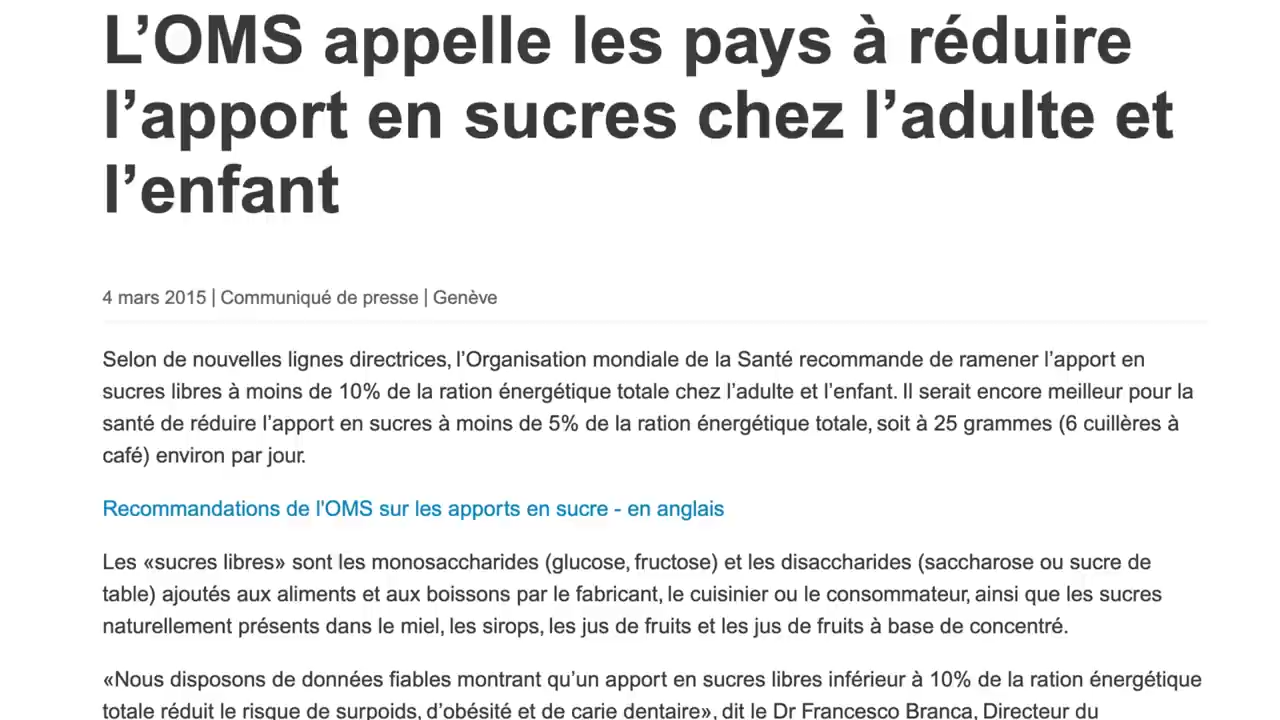 L’OMS appelle les pays à réduire
l’apport en sucres chez l’adulte et
l’enfant
4 mars 2015 | Communiqué de presse | Genève
Selon de nouvelles lignes directrices, l’Organisation mondiale de la Santé recommande de ramener l’apport en
sucres libres à moins de 10% de la ration énergétique totale chez l’adulte et l’enfant. Il serait encore meilleur pour la
santé de réduire l’apport en sucres à moins de 5% de la ration énergétique totale, soit à 25 grammes (6 cuillères à
café) environ par jour.
Recommandations de l'OMS sur les apports en sucre - en anglais
Les «sucres libres» sont les monosaccharides (glucose, fructose) et les disaccharides (saccharose ou sucre de
table) ajoutés aux aliments et aux boissons par le fabricant, le cuisinier ou le consommateur, ainsi que les sucres
naturellement présents dans le miel, les sirops, les jus de fruits et les jus de fruits à base de concentré.
«Nous disposons de données fiables montrant qu’un apport en sucres libres inférieur à 10% de la ration énergétique
totale réduit le risque de surpoids, d’obésité et de carie dentaire», dit le Dr Francesco Branca, Directeur du